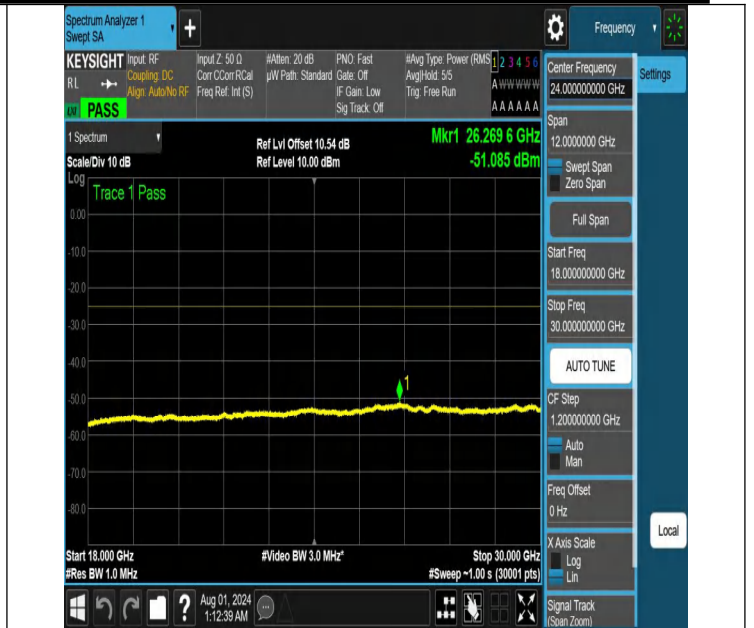 Spectrum Analyzer 1
Swept SA
+
Frequency
KEYSIGHT
RL
PASS
Input: RF
Coupling: DC
Align: Auto/No RF
Input Z: 50 Ω
Corr CCorr RCal
Freq Ref: Int (S)
#Atten: 20 dB
µW Path: Standard
PNO: Fast
Gate: Off
IF Gain: Low
Sig Track: Off
#Avg Type: Power (RMS
Avg|Hold: 5/5
Trig: Free Run
1 2 3 4 5 6
A W W W W W
A A A A A A
1 Spectrum
Scale/Div 10 dB
Ref Lvl Offset 10.54 dB
Ref Level 10.00 dBm
Mkr1 26.269 6 GHz
-51.085 dBm
Log
Trace 1 Pass
0.00
-10.0
-20.0
-30.0
-40.0
-50.0
-60.0
-70.0
-80.0
1
Start 18.000 GHz
#Res BW 1.0 MHz
#Video BW 3.0 MHz*
Stop 30.000 GHz
#Sweep ~1.00 s (30001 pts)
Center Frequency
24.000000000 GHz
Settings
Span
12.0000000 GHz
Swept Span
Zero Span
Full Span
Start Freq
18.000000000 GHz
Stop Freq
30.000000000 GHz
AUTO TUNE
CF Step
1.200000000 GHz
Auto
Man
Freq Offset
0 Hz
X Axis Scale
Log
Lin
Local
Signal Track
(Span Zoom)
?
Aug 01, 2024
1:12:39 AM